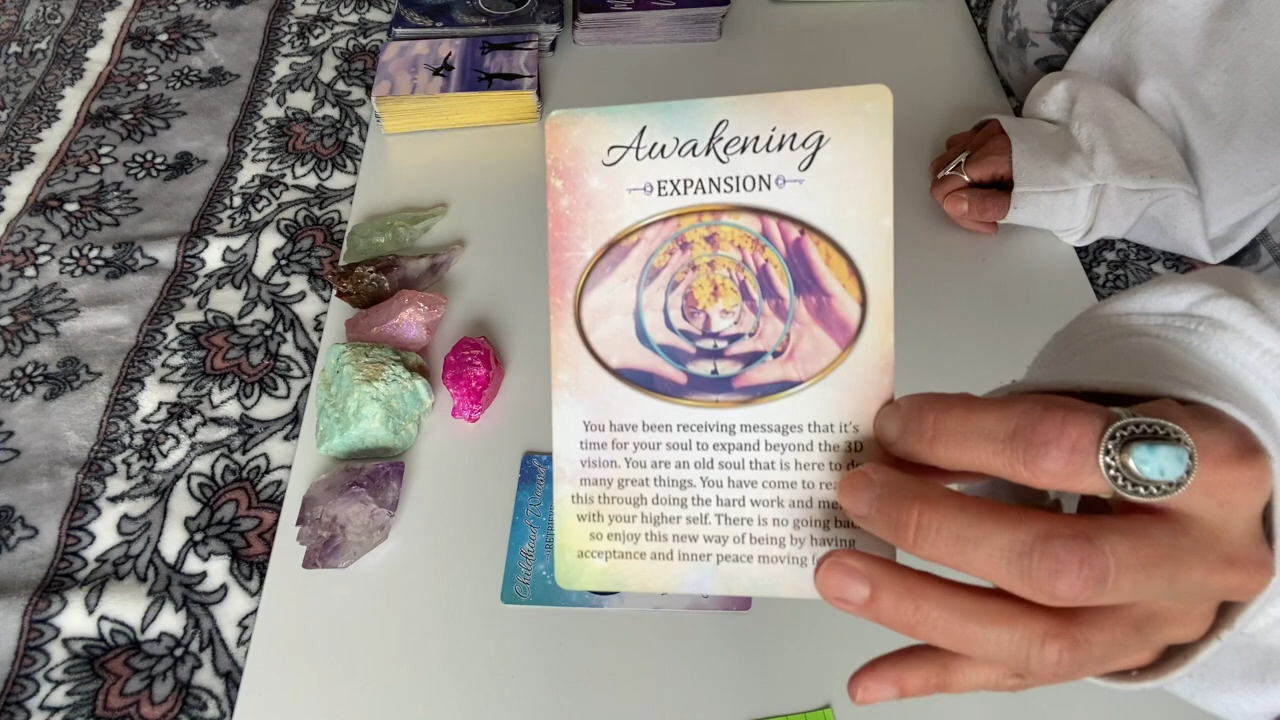 Awakening
EXPANSION
You have been receiving messages that it's
time for your soul to expand beyond the 3D
vision. You are an old soul that is here to do
many great things. You have come to
this through doing the hard work and
with your higher self. There is no going
so enjoy this new way of being by having
acceptance and inner peace moving
Childhood Wound